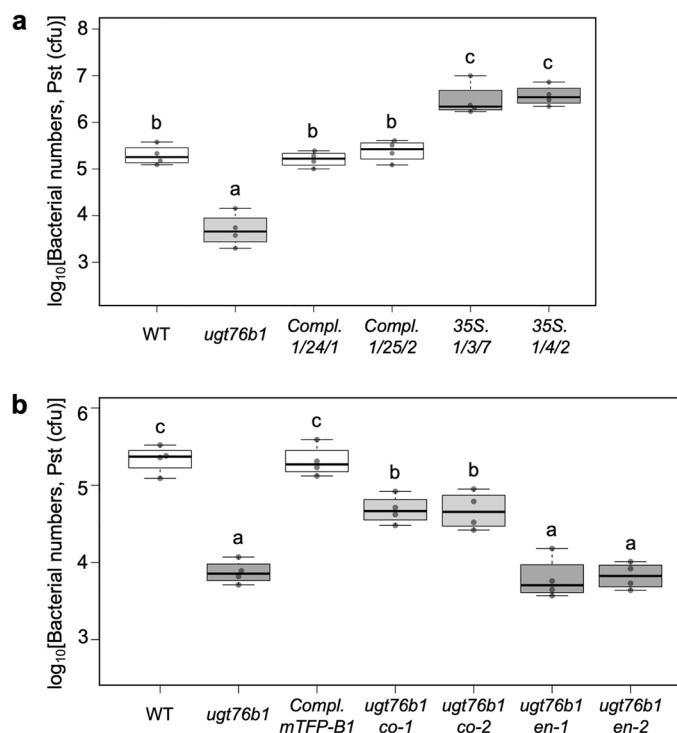 a
log₁₀[Bacterial numbers, Pst (cfu)]
8
7
6
5
4
3
b
a
b
b
c
c
WT
ugt76b1
Compl.
1/24/1
Compl.
1/25/2
35S.
1/3/7
35S.
1/4/2
b
log₁₀[Bacterial numbers, Pst (cfu)]
6
5
4
3
c
a
c
b
b
a
a
WT
ugt76b1
Compl.
mTFP-B1
ugt76b1
co-1
ugt76b1
co-2
ugt76b1
en-1
ugt76b1
en-2